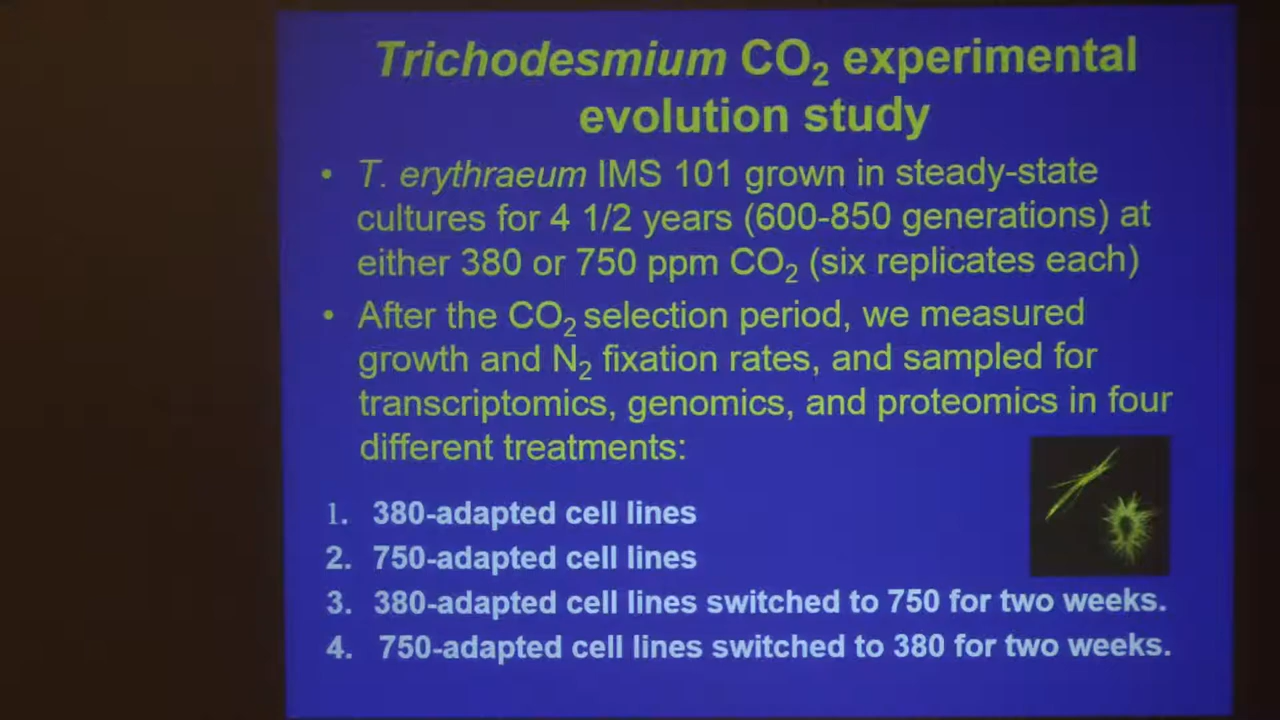 Trichodesmium CO₂ experimental
evolution study
• T. erythraeum IMS 101 grown in steady-state
cultures for 4 1/2 years (600-850 generations) at
either 380 or 750 ppm CO₂ (six replicates each)
• After the CO₂ selection period, we measured
growth and N₂ fixation rates, and sampled for
transcriptomics, genomics, and proteomics in four
different treatments:
1. 380-adapted cell lines
2. 750-adapted cell lines
3. 380-adapted cell lines switched to 750 for two weeks.
4. 750-adapted cell lines switched to 380 for two weeks.